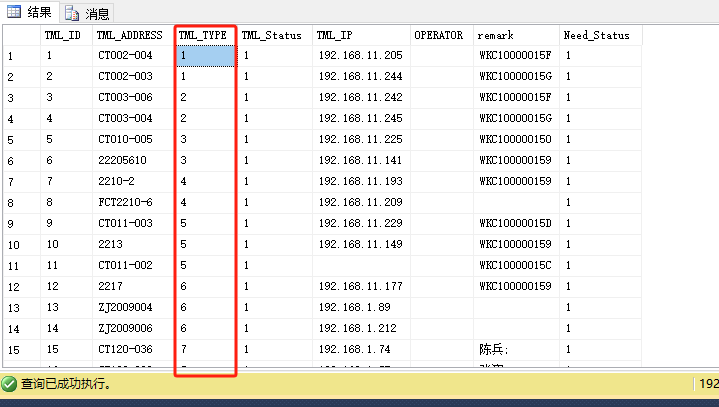 结果 消息
TML_ID TML_ADDRESS TML_TYPE TML_Status TML_IP OPERATOR remark Need_Status
1 1 CT002-004 1 1 192.168.11.205 WKC10000015F 1
2 2 CT002-003 1 1 192.168.11.244 WKC10000015G 1
3 3 CT003-006 2 1 192.168.11.242 WKC10000015F 1
4 4 CT003-004 2 1 192.168.11.245 WKC10000015G 1
5 5 CT010-005 3 1 192.168.11.225 WKC100000150 1
6 6 22205610 3 1 192.168.11.141 WKC100000159 1
7 7 2210-2 4 1 192.168.11.193 WKC100000159 1
8 8 FCT2210-6 4 1 192.168.11.209 1
9 9 CT011-003 5 1 192.168.11.229 WKC10000015D 1
10 10 2213 5 1 192.168.11.149 WKC100000159 1
11 11 CT011-002 5 1 WKC10000015C 1
12 12 2217 6 1 192.168.11.177 WKC100000159 1
13 13 ZJ2009004 6 1 192.168.1.89 1
14 14 ZJ2009006 6 1 192.168.1.212 1
15 15 CT120-036 7 1 192.168.1.74 陈兵; 1
查询已成功执行。 192